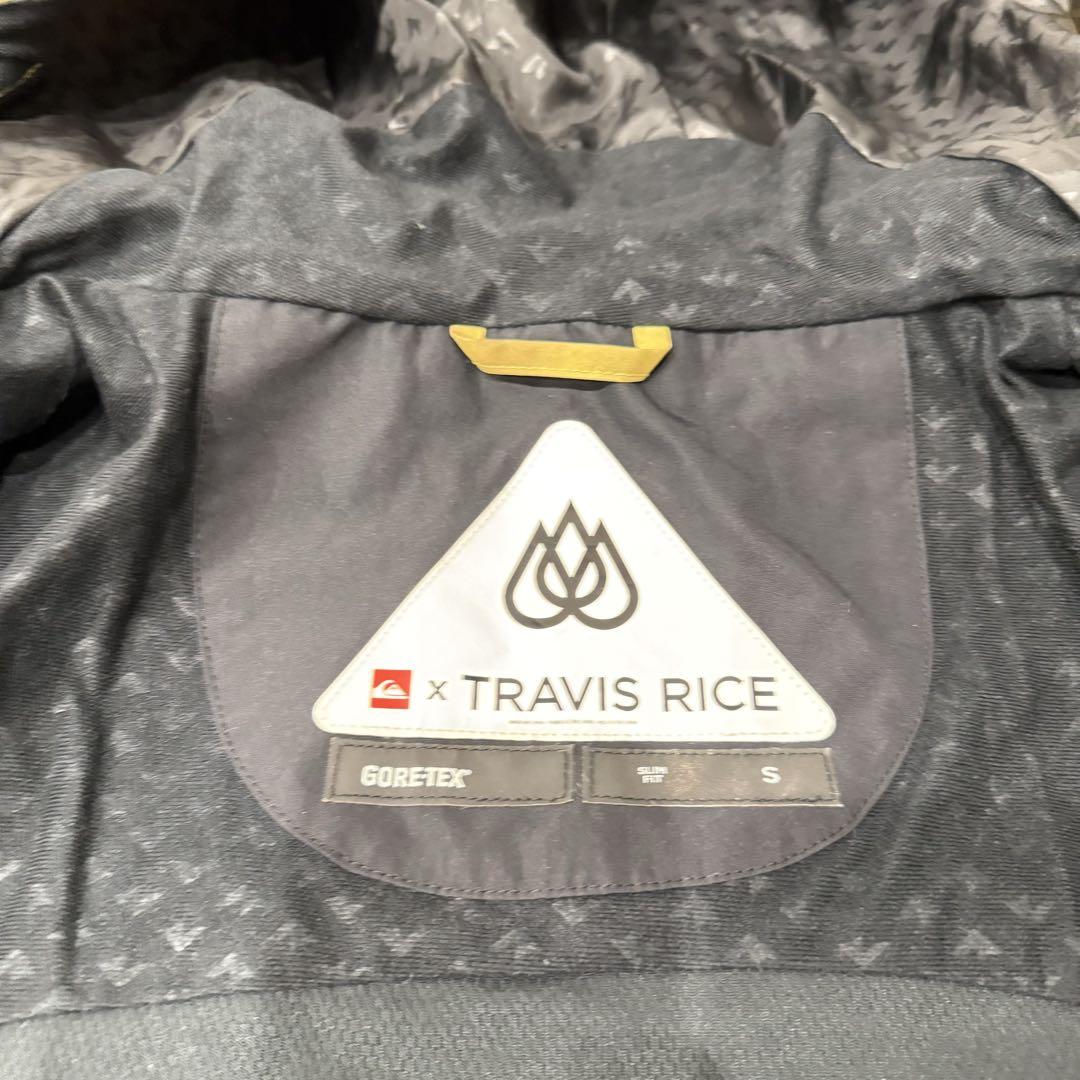 X TRAVIS RICE
GORE-TEX
SLIM FIT S